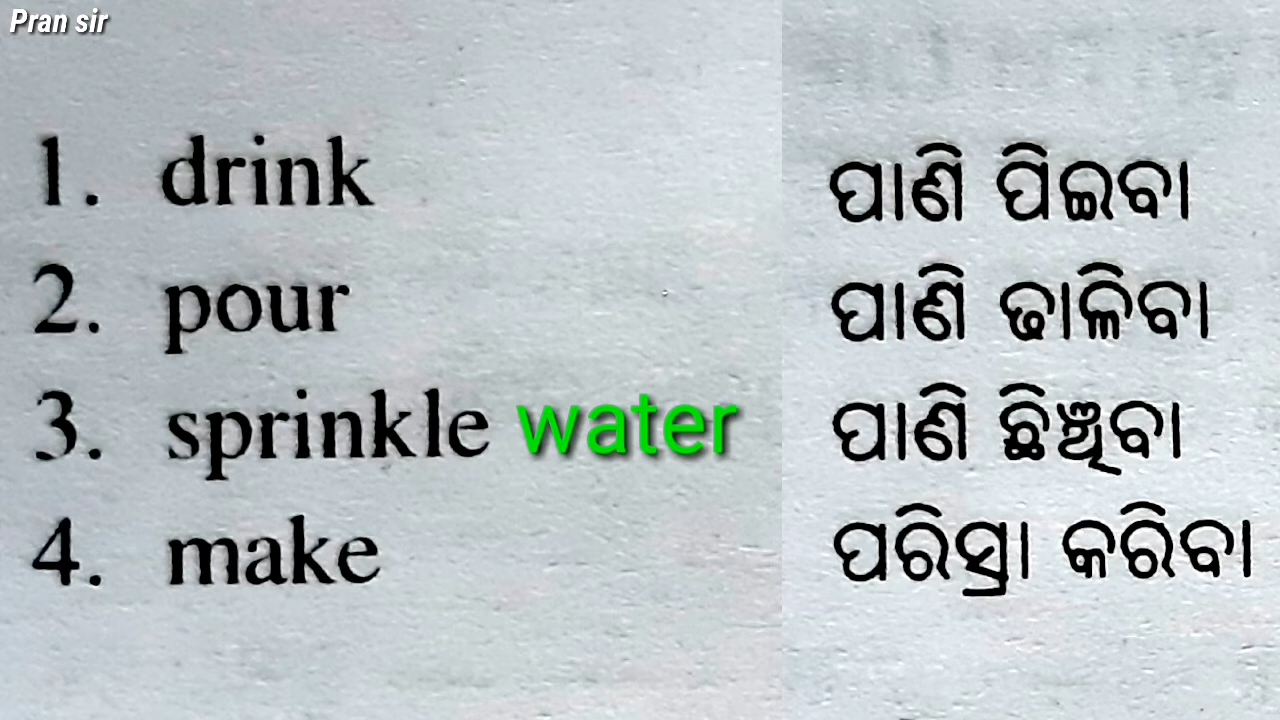 Pran sir
1. drink ପାଣି ପିଇବା
2. pour ପାଣି ଢାଳିବା
3. sprinkle water ପାଣି ଛିଞ୍ଚିବା
4. make ପରିସ୍ରା କରିବା